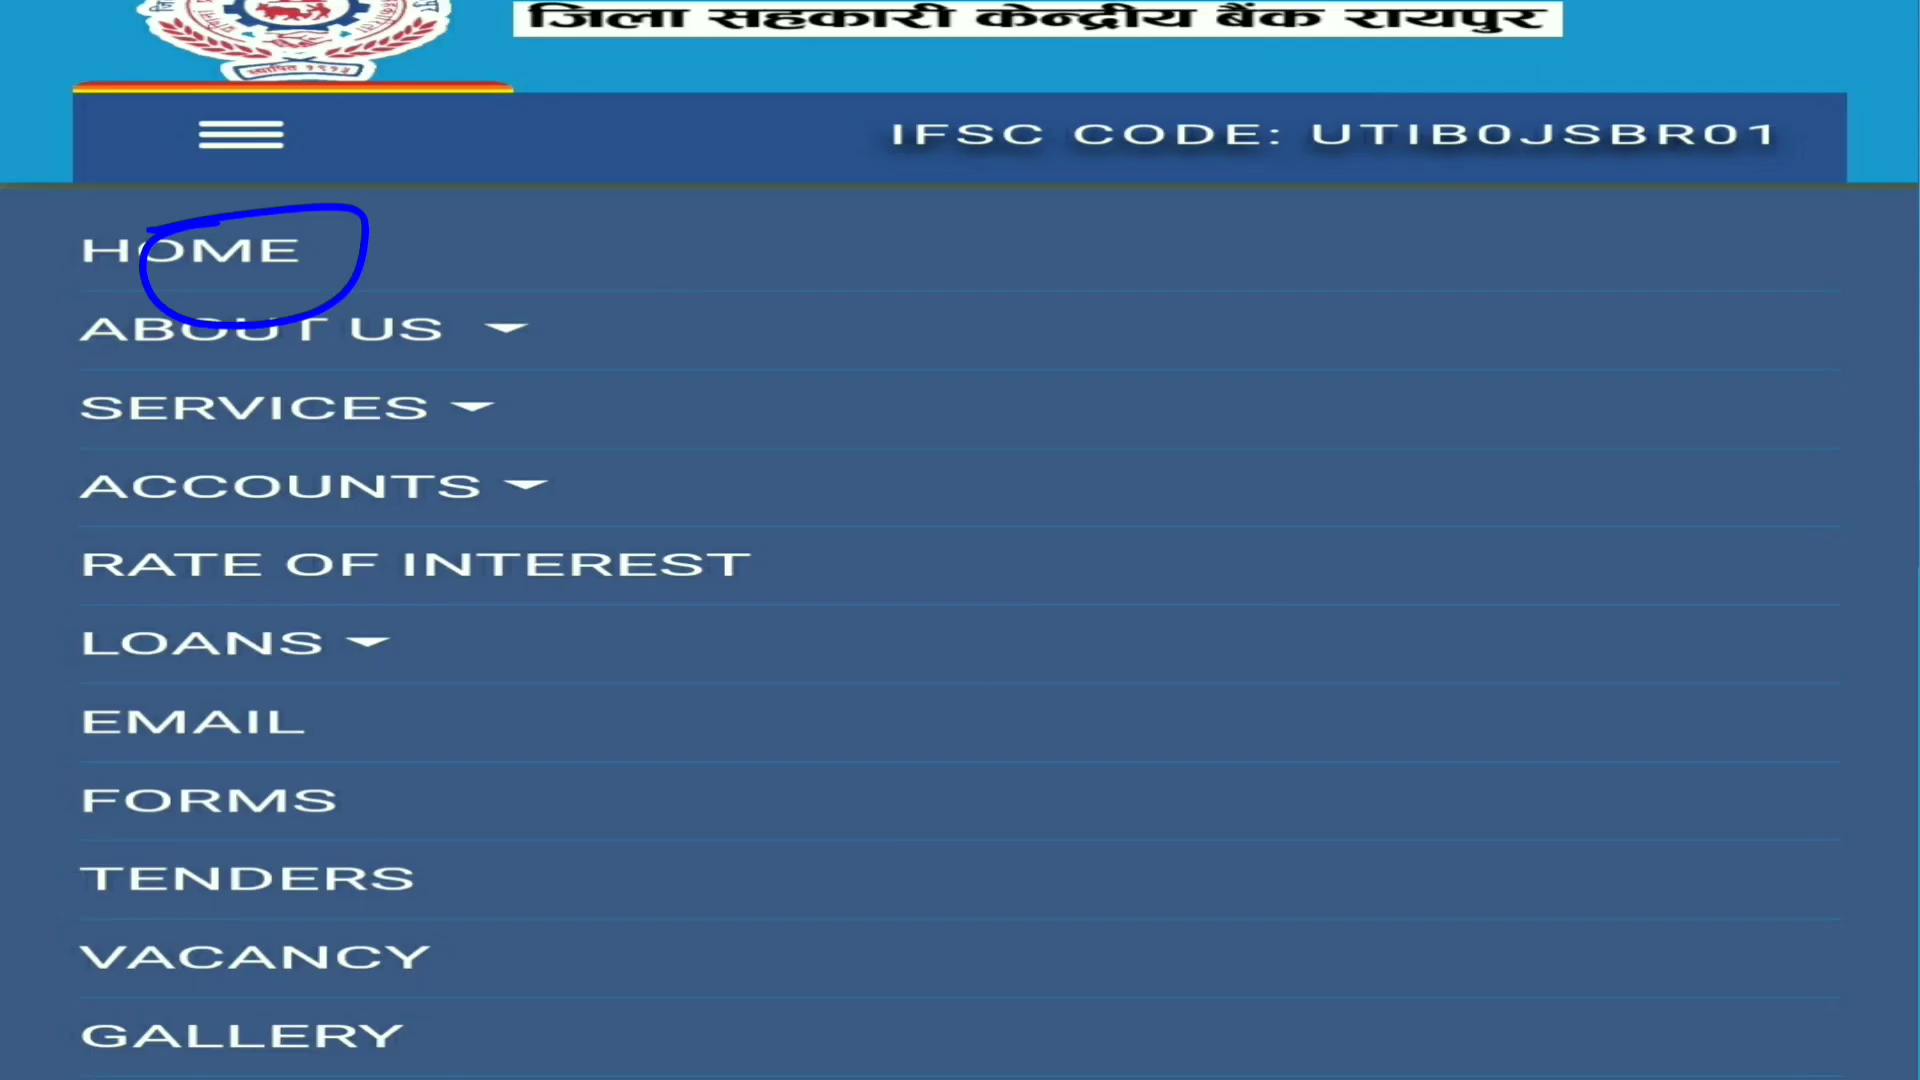 जिला सहकारी केन्द्रीय बैंक रायपुर
स्थापित १९१३
IFSC CODE: UTIB0JSBR01
HOME
ABOUT US
SERVICES
ACCOUNTS
RATE OF INTEREST
LOANS
EMAIL
FORMS
TENDERS
VACANCY
GALLERY